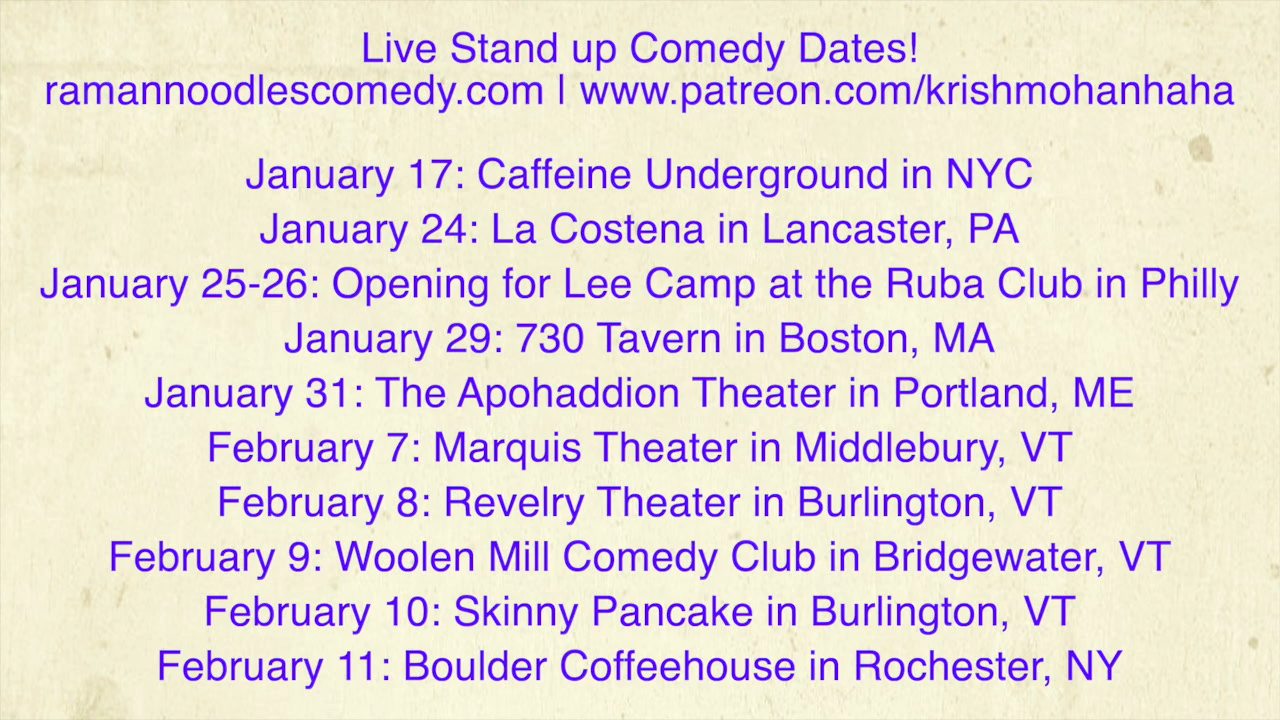 Live Stand up Comedy Dates!
ramannoodlescomedy.com | www.patreon.com/krishmohanhaha
January 17: Caffeine Underground in NYC
January 24: La Costena in Lancaster, PA
January 25-26: Opening for Lee Camp at the Ruba Club in Philly
January 29: 730 Tavern in Boston, MA
January 31: The Apohaddion Theater in Portland, ME
February 7: Marquis Theater in Middlebury, VT
February 8: Revelry Theater in Burlington, VT
February 9: Woolen Mill Comedy Club in Bridgewater, VT
February 10: Skinny Pancake in Burlington, VT
February 11: Boulder Coffeehouse in Rochester, NY